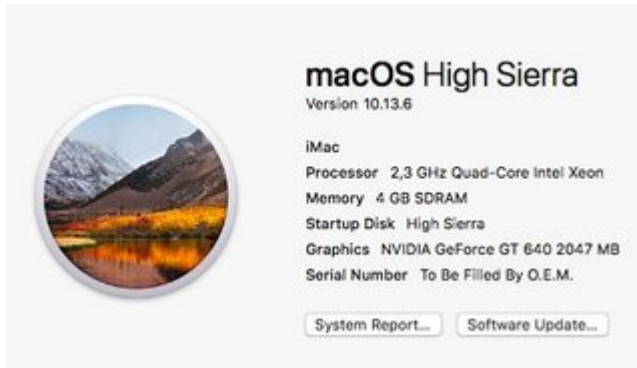 macOS High Sierra
Version 10.13.6
iMac
Processor 2,3 GHz Quad-Core Intel Xeon
Memory 4 GB SDRAM
Startup Disk High Sierra
Graphics NVIDIA GeForce GT 640 2047 MB
Serial Number To Be Filled By O.E.M.
System Report... Software Update...